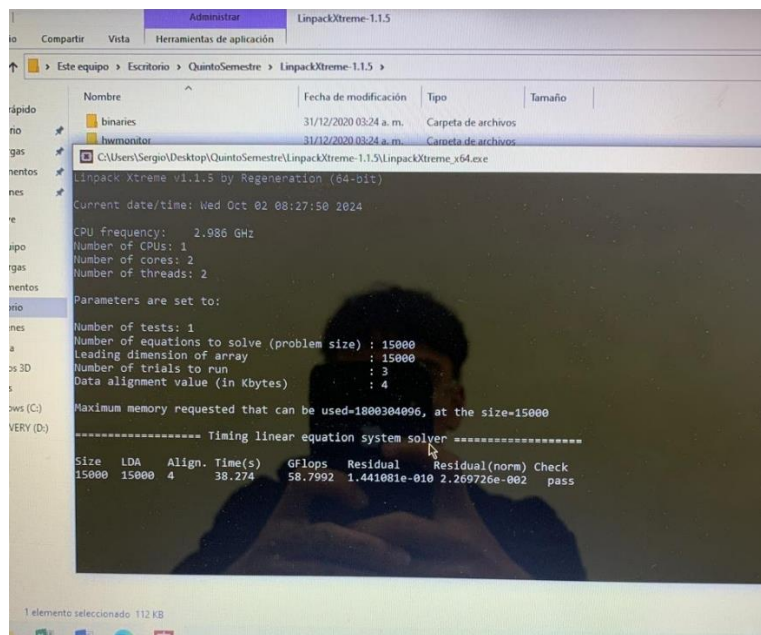 Administrar
LinpackXtreme-1.1.5
Compartir Vista Herramientas de aplicación
Este equipo > Escritorio > QuintoSemestre > LinpackXtreme-1.1.5 >
Nombre Fecha de modificación Tipo Tamaño
binaries 31/12/2020 03:24 a. m. Carpeta de archivos
hwmonitor 31/12/2020 03:24 a. m. Carpeta de archivos
C:\Users\Sergio\Desktop\QuintoSemestre\LinpackXtreme-1.1.5\LinpackXtreme_x64.exe
Linpack Xtreme v1.1.5 by Regeneration (64-bit)
Current date/time: Wed Oct 02 08:27:50 2024
CPU frequency: 2.986 GHz
Number of CPUs: 1
Number of cores: 2
Number of threads: 2
Parameters are set to:
Number of tests: 1
Number of equations to solve (problem size) : 15000
Leading dimension of array : 15000
Number of trials to run : 3
Data alignment value (in Kbytes) : 4
Maximum memory requested that can be used=1800304096, at the size=15000
=================== Timing linear equation system solver ===================
Size LDA Align. Time(s) GFlops Residual Residual(norm) Check
15000 15000 4 38.274 58.7992 1.441081e-010 2.269726e-002 pass
1 elemento seleccionado 112 KB